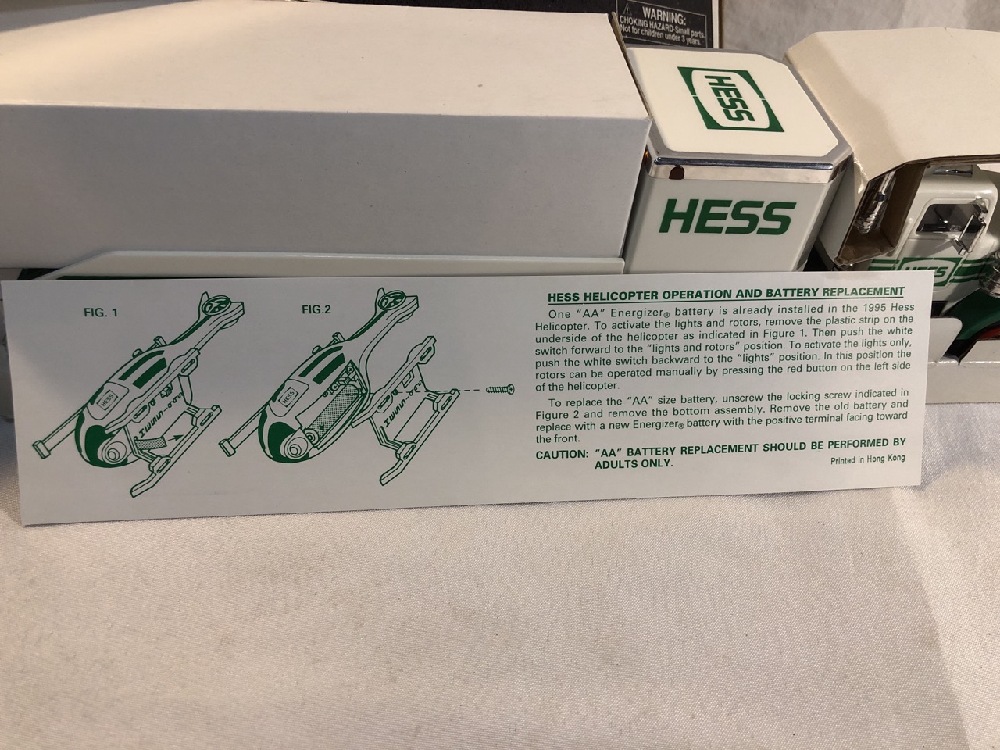 WARNING:
CHOKING HAZARD-Small parts.
Not for children under 3 years.
HESS
HESS
HESS
FIG. 1
FIG.2
HESS HELICOPTER OPERATION AND BATTERY REPLACEMENT
One "AA" Energizer® battery is already installed in the 1995 Hess
Helicopter. To activate the lights and rotors, remove the plastic strip on the
underside of the helicopter as indicated in Figure 1. Then push the white
switch forward to the "lights and rotors" position. To activate the lights only,
push the white switch backward to the "lights" position. In this position the
rotors can be operated manually by pressing the red button on the left side
of the helicopter.
To replace the "AA" size battery, unscrew the locking screw indicated in
Figure 2 and remove the bottom assembly. Remove the old battery and
replace with a new Energizer® battery with the positive terminal facing toward
the front.
CAUTION: "AA" BATTERY REPLACEMENT SHOULD BE PERFORMED BY
ADULTS ONLY.
Printed in Hong Kong